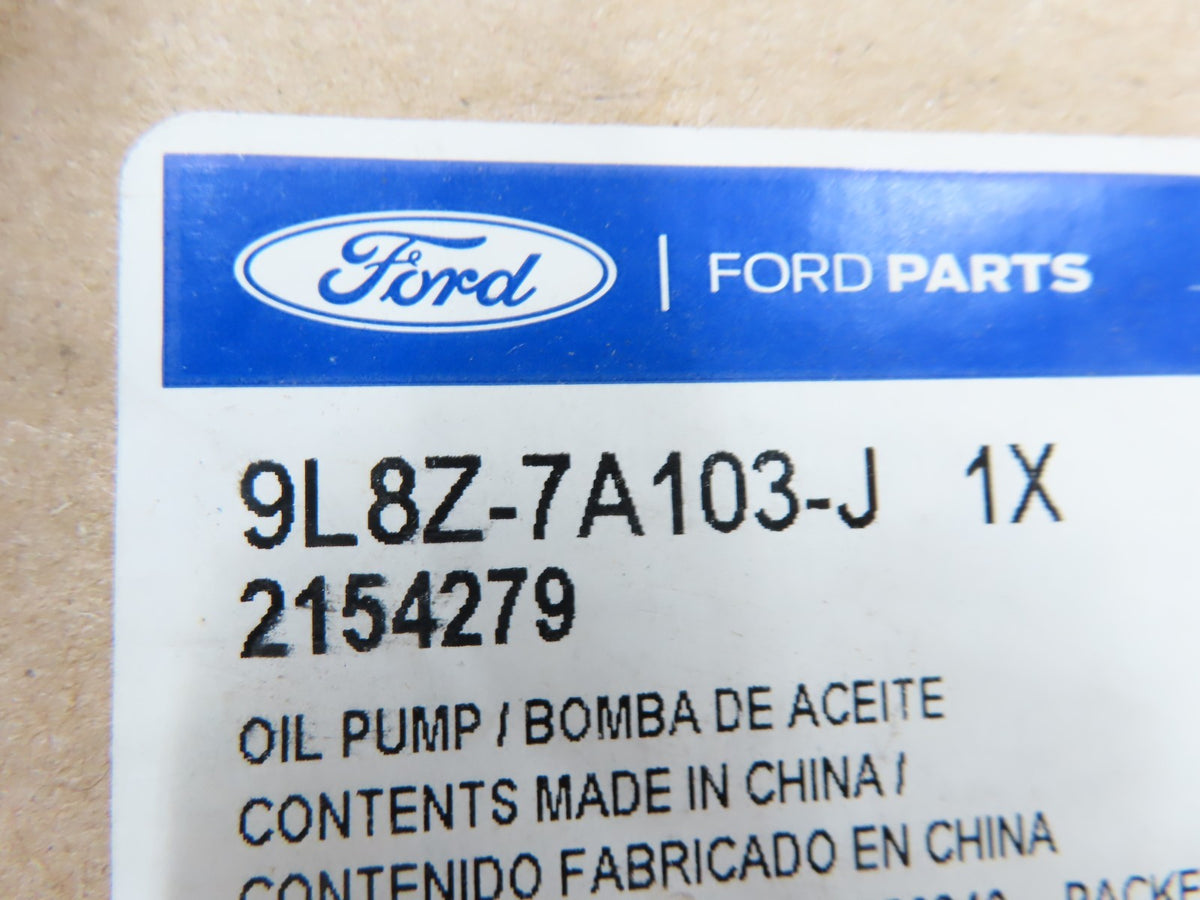 Ford | FORD PARTS
9L8Z-7A103-J 1X
2154279
OIL PUMP / BOMBA DE ACEITE
CONTENTS MADE IN CHINA /
CONTENIDO FABRICADO EN CHINA